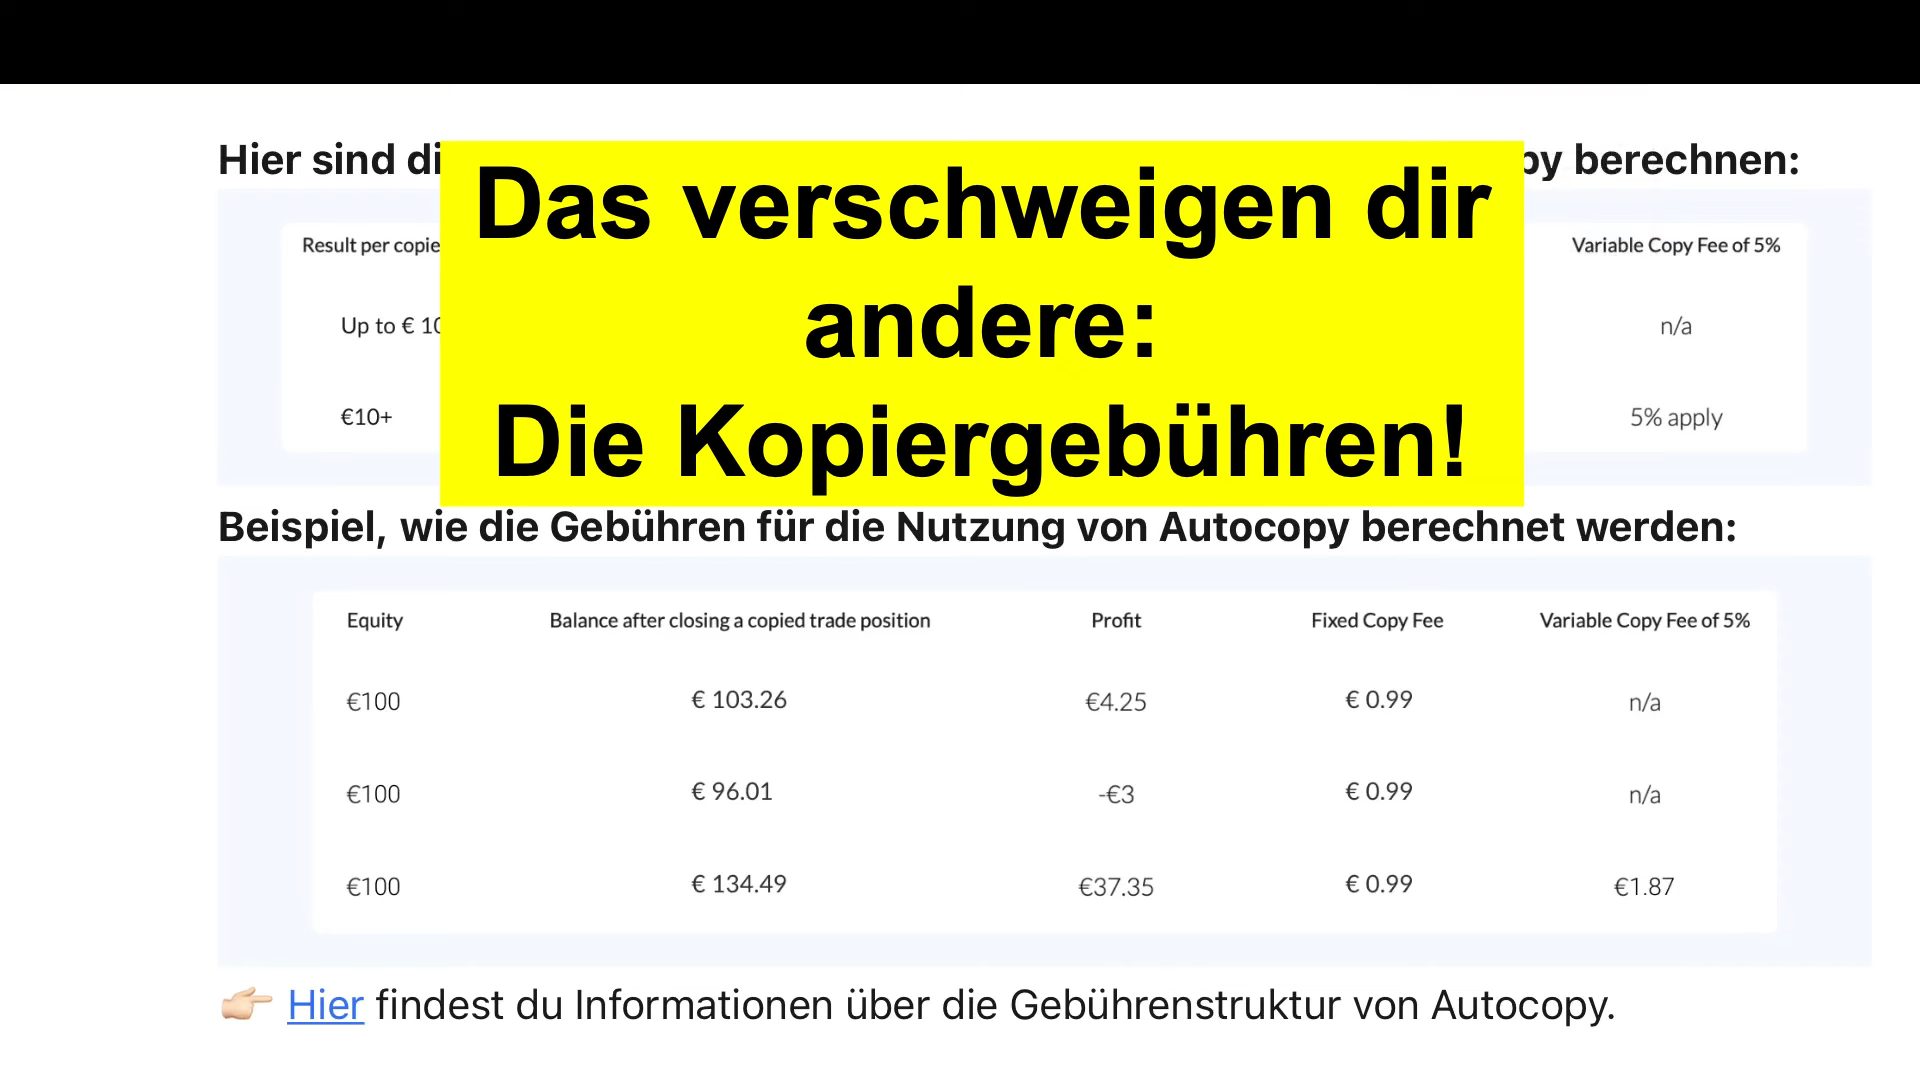 Hier sind di
py berechnen:
Das verschweigen dir
andere:
Die Kopiergebühren!
Result per copie
Variable Copy Fee of 5%
Up to € 10
n/a
€10+
5% apply
Beispiel, wie die Gebühren für die Nutzung von Autocopy berechnet werden:
Equity Balance after closing a copied trade position Profit Fixed Copy Fee Variable Copy Fee of 5%
€100 € 103.26 €4.25 € 0.99 n/a
€100 € 96.01 -€3 € 0.99 n/a
€100 € 134.49 €37.35 € 0.99 €1.87
👉🏻 Hier findest du Informationen über die Gebührenstruktur von Autocopy.